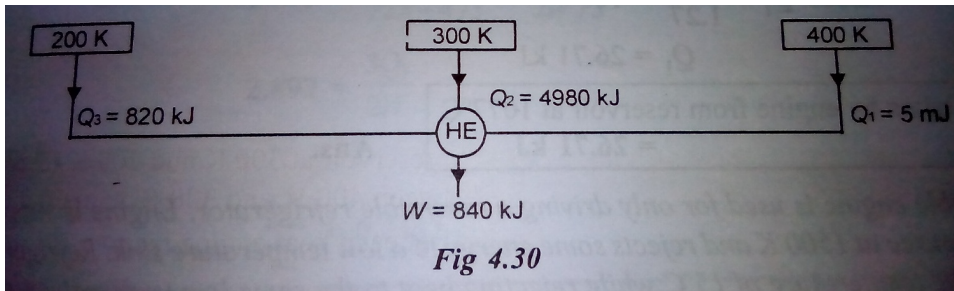 200 K
300 K
400 K
Q3 = 820 kJ
Q2 = 4980 kJ
Q1 = 5 mJ
HE
W = 840 kJ
Fig 4.30